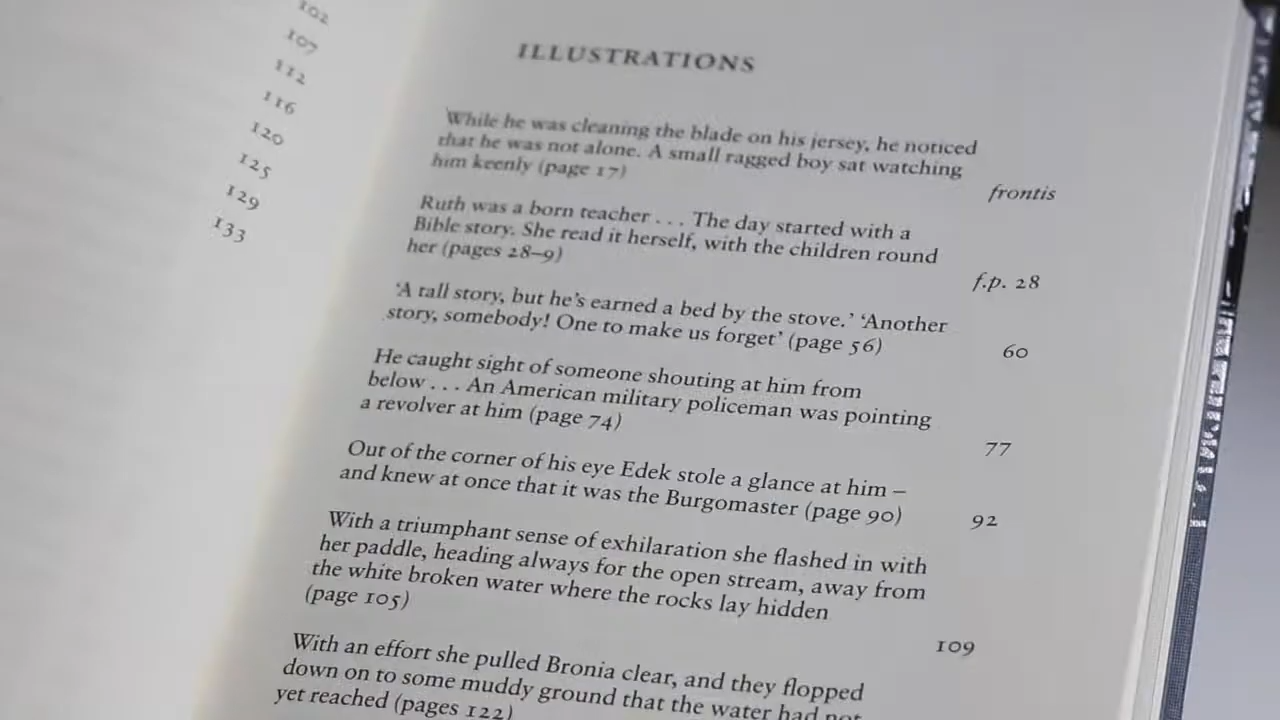 102
107
112
116
120
125
129
133
ILLUSTRATIONS
While he was cleaning the blade on his jersey, he noticed
that he was not alone. A small ragged boy sat watching
him keenly (page 17)
frontis
Ruth was a born teacher . . . The day started with a
Bible story. She read it herself, with the children round
her (pages 28–9)
f.p. 28
‘A tall story, but he’s earned a bed by the stove.’ ‘Another
story, somebody! One to make us forget’ (page 56)
60
He caught sight of someone shouting at him from
below . . . An American military policeman was pointing
a revolver at him (page 74)
77
Out of the corner of his eye Edek stole a glance at him –
and knew at once that it was the Burgomaster (page 90)
92
With a triumphant sense of exhilaration she flashed in with
her paddle, heading always for the open stream, away from
the white broken water where the rocks lay hidden
(page 105)
109
With an effort she pulled Bronia clear, and they flopped
down on to some muddy ground that the water had not
yet reached (pages 122)